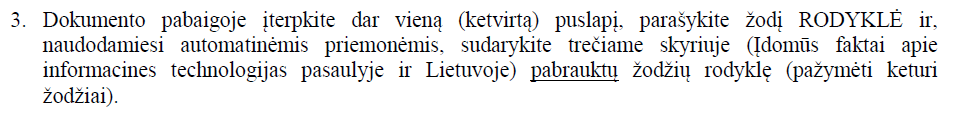 3. Dokumento pabaigoje įterpkite dar vieną (ketvirtą) puslapį, parašykite žodį RODYKLĖ ir,
naudodamiesi automatinėmis priemonėmis, sudarykite trečiame skyriuje (Įdomūs faktai apie
informacines technologijas pasaulyje ir Lietuvoje) pabrauktų žodžių rodyklę (pažymėti keturi
žodžiai).